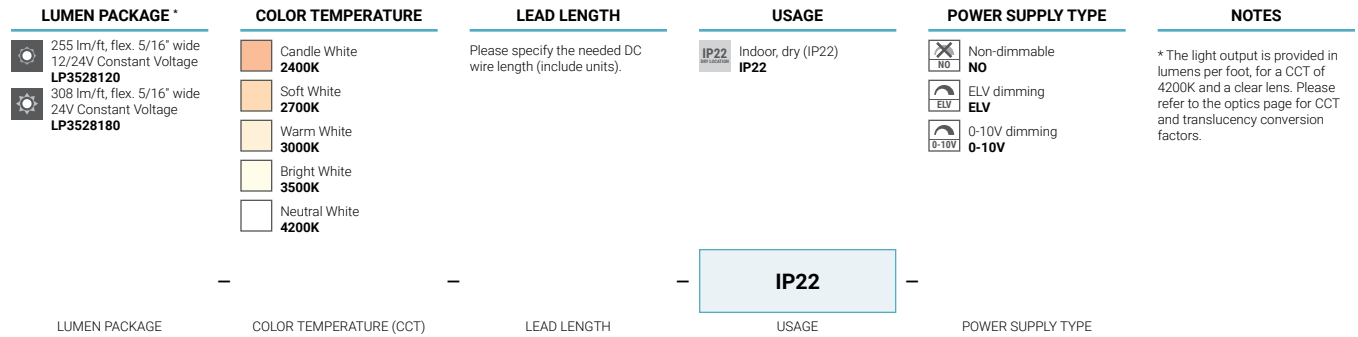 LUMEN PACKAGE *
255 lm/ft, flex. 5/16" wide
12/24V Constant Voltage
LP3528120
308 lm/ft, flex. 5/16" wide
24V Constant Voltage
LP3528180
COLOR TEMPERATURE
Candle White
2400K
Soft White
2700K
Warm White
3000K
Bright White
3500K
Neutral White
4200K
LEAD LENGTH
Please specify the needed DC
wire length (include units).
USAGE
IP22
DRY LOCATION
Indoor, dry (IP22)
IP22
POWER SUPPLY TYPE
NO
Non-dimmable
NO
ELV
ELV dimming
ELV
0-10V
0-10V dimming
0-10V
NOTES
* The light output is provided in
lumens per foot, for a CCT of
4200K and a clear lens. Please
refer to the optics page for CCT
and translucency conversion
factors.
– – – IP22 –
LUMEN PACKAGE
COLOR TEMPERATURE (CCT)
LEAD LENGTH
USAGE
POWER SUPPLY TYPE